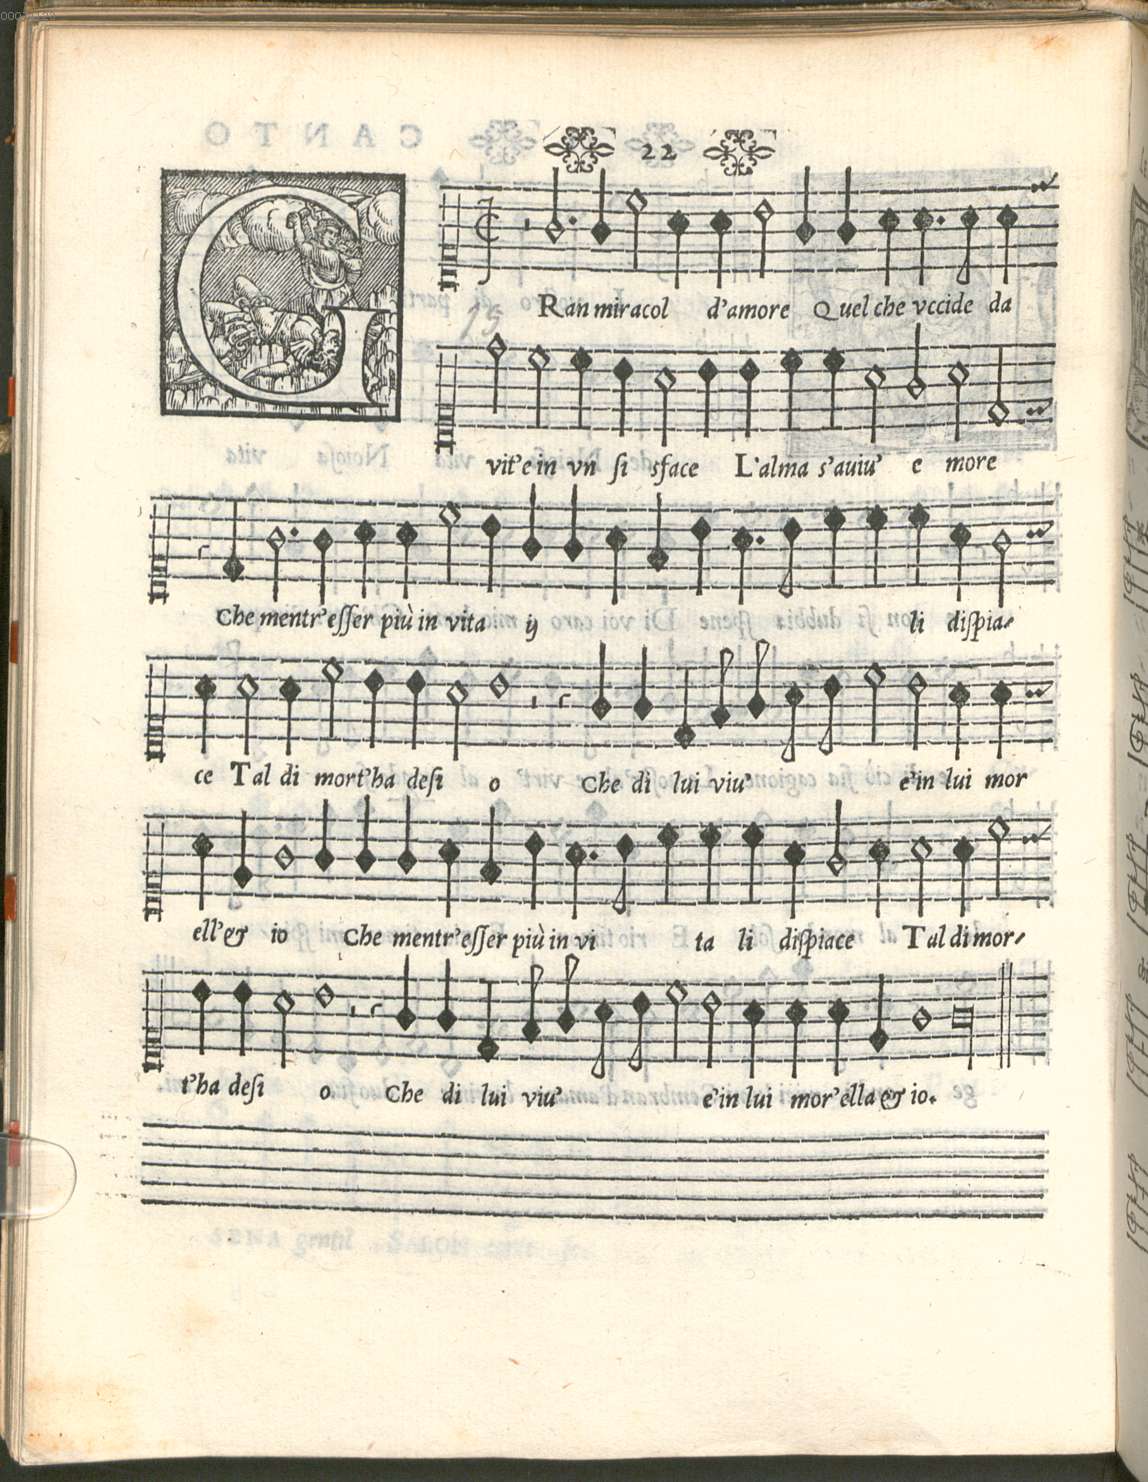 22
GRan miracol d'amore Quel che vccide da
19
vit'e in vn ſi sface L'alma s'auiu' e more
Che mentr'eſſer più in vita ij li diſpia-
ce Tal di mort'ha deſi o Che di lui viu' e'in lui mor
ell'& io Che mentr'eſſer più in vi ta li diſpiace Tal di mor-
t'ha deſi o Che di lui viu' e'in lui mor'ella & io.